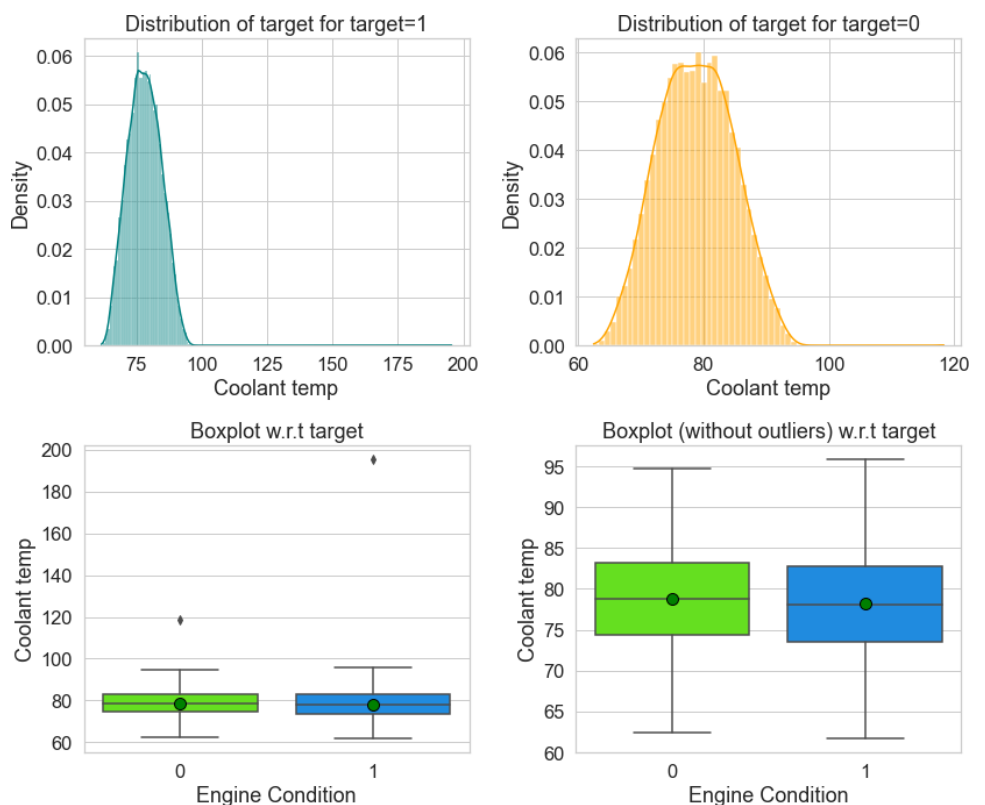 Distribution of target for target=1
Density
0.06
0.05
0.04
0.03
0.02
0.01
0.00
75 100 125 150 175 200
Coolant temp
Distribution of target for target=0
Density
0.06
0.05
0.04
0.03
0.02
0.01
0.00
60 80 100 120
Coolant temp
Boxplot w.r.t target
Coolant temp
200
180
160
140
120
100
80
60
0 1
Engine Condition
Boxplot (without outliers) w.r.t target
Coolant temp
95
90
85
80
75
70
65
60
0 1
Engine Condition